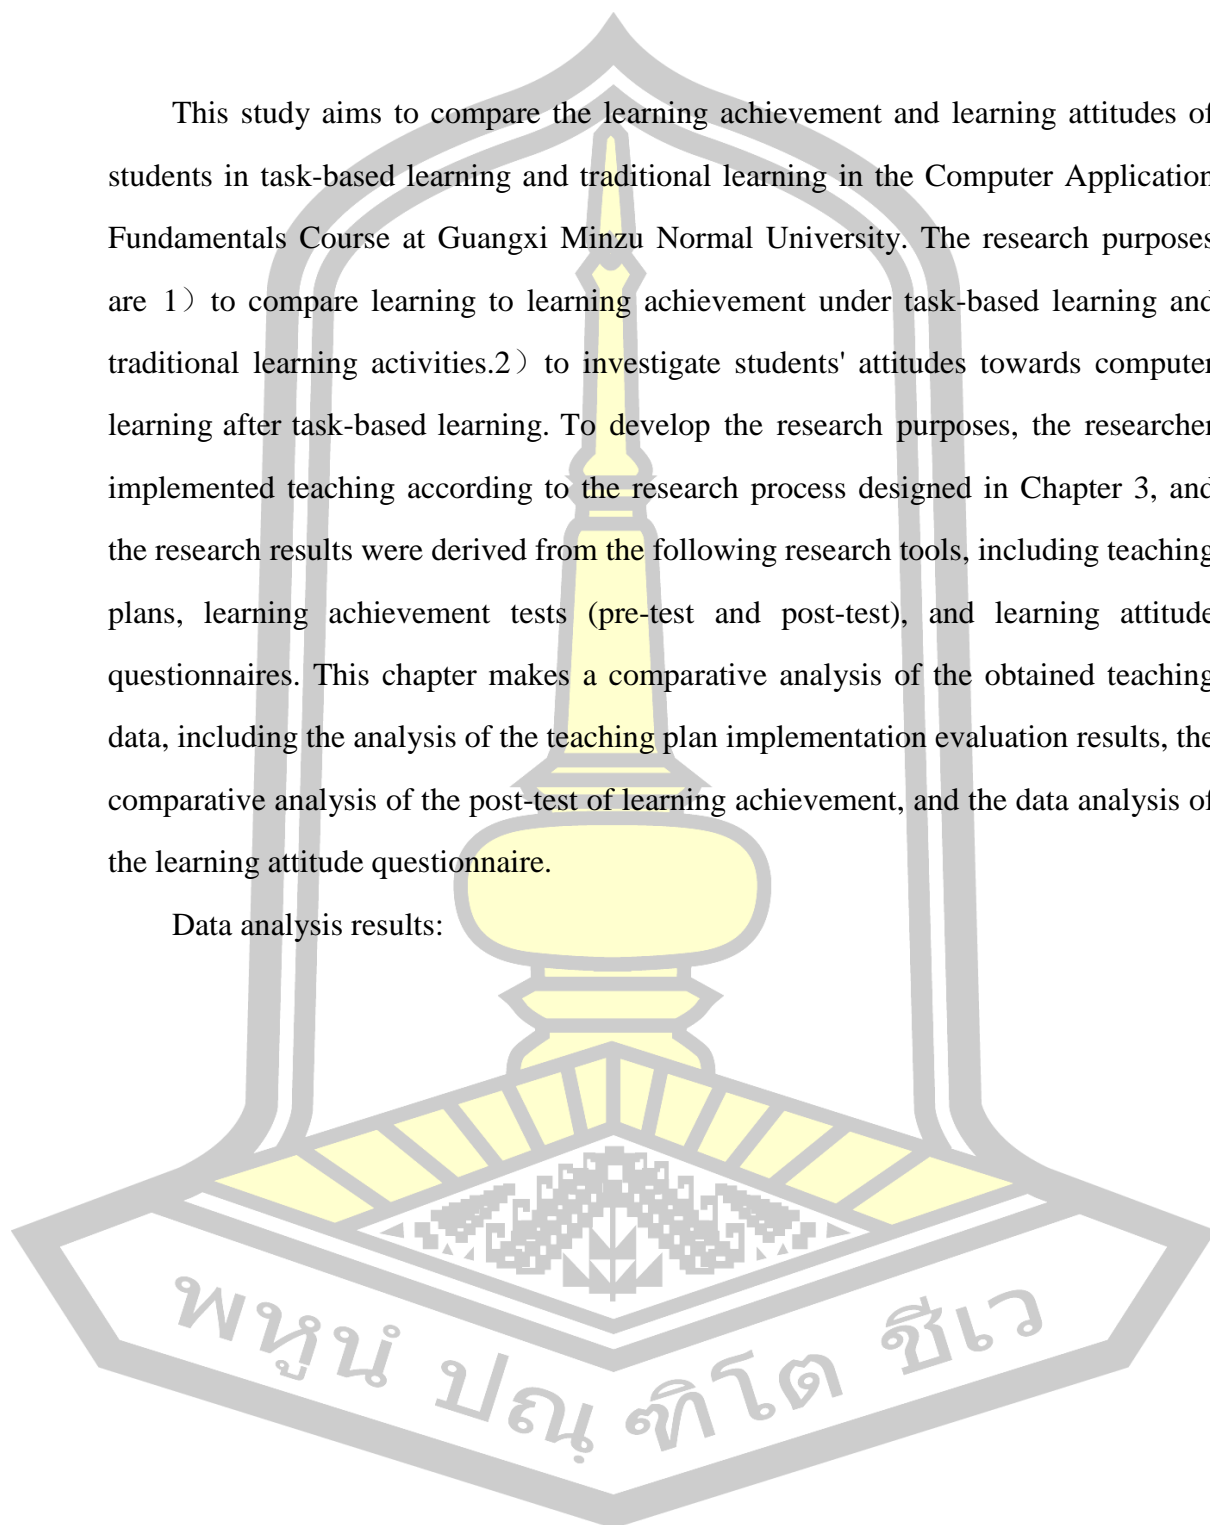 This study aims to compare the learning achievement and learning attitudes of
students in task-based learning and traditional learning in the Computer Application
Fundamentals Course at Guangxi Minzu Normal University. The research purposes
are 1）to compare learning to learning achievement under task-based learning and
traditional learning activities.2）to investigate students' attitudes towards computer
learning after task-based learning. To develop the research purposes, the researcher
implemented teaching according to the research process designed in Chapter 3, and
the research results were derived from the following research tools, including teaching
plans, learning achievement tests (pre-test and post-test), and learning attitude
questionnaires. This chapter makes a comparative analysis of the obtained teaching
data, including the analysis of the teaching plan implementation evaluation results, the
comparative analysis of the post-test of learning achievement, and the data analysis of
the learning attitude questionnaire.
Data analysis results:
พหูนํ ปณฺฑิโต ชีเว